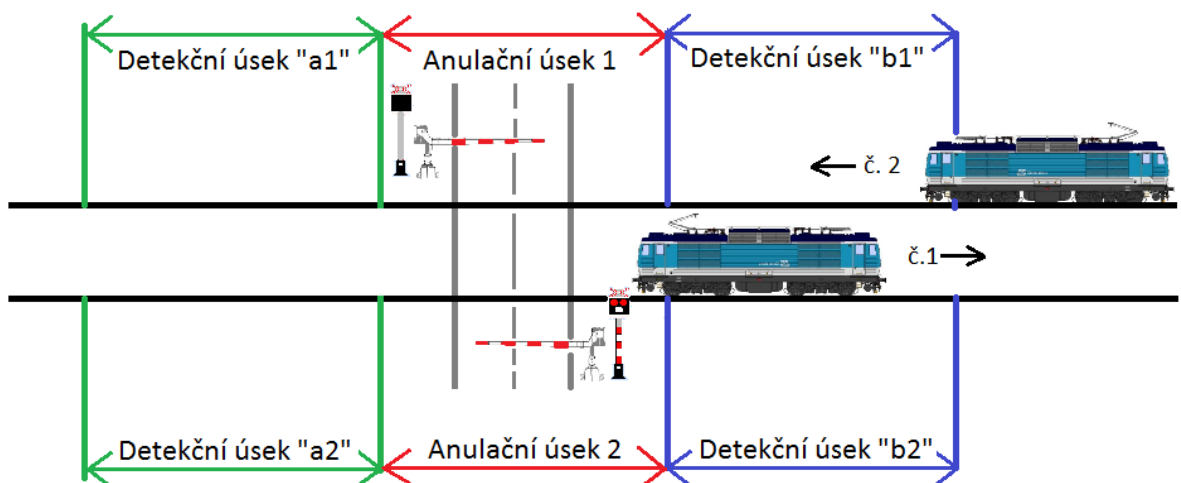 Detekční úsek "a1"
Anulační úsek 1
Detekční úsek "b1"
č. 2
č.1
Detekční úsek "a2"
Anulační úsek 2
Detekční úsek "b2"